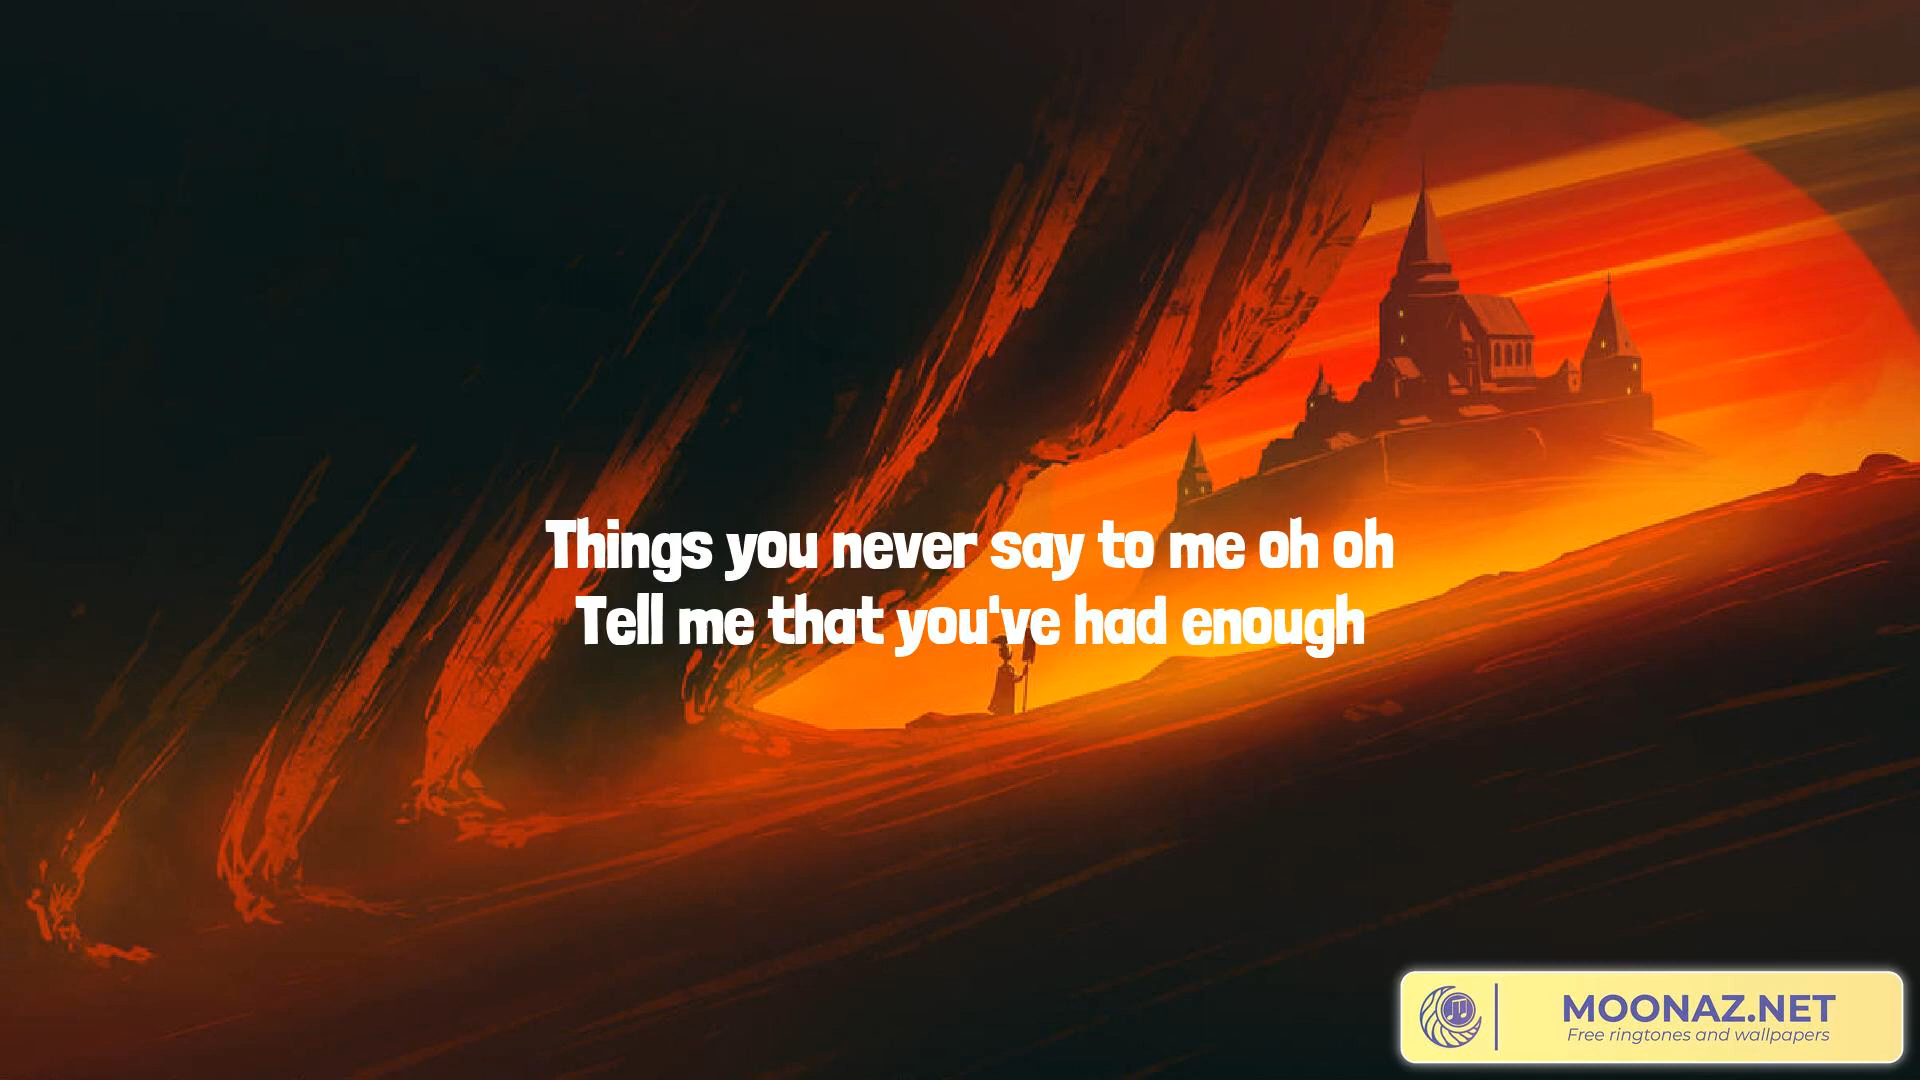 Things you never say to me oh oh
Tell me that you've had enough
MOONAZ.NET
Free ringtones and wallpapers